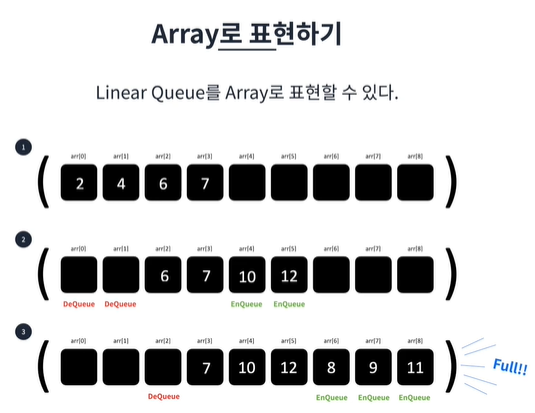 Array로 표현하기
Linear Queue를 Array로 표현할 수 있다.
1
arr[0] arr[1] arr[2] arr[3] arr[4] arr[5] arr[6] arr[7] arr[8]
( 2 4 6 7 )
2
arr[0] arr[1] arr[2] arr[3] arr[4] arr[5] arr[6] arr[7] arr[8]
( 6 7 10 12 )
DeQueue DeQueue EnQueue EnQueue
3
arr[0] arr[1] arr[2] arr[3] arr[4] arr[5] arr[6] arr[7] arr[8]
( 7 10 12 8 9 11 ) Full!!
DeQueue EnQueue EnQueue EnQueue